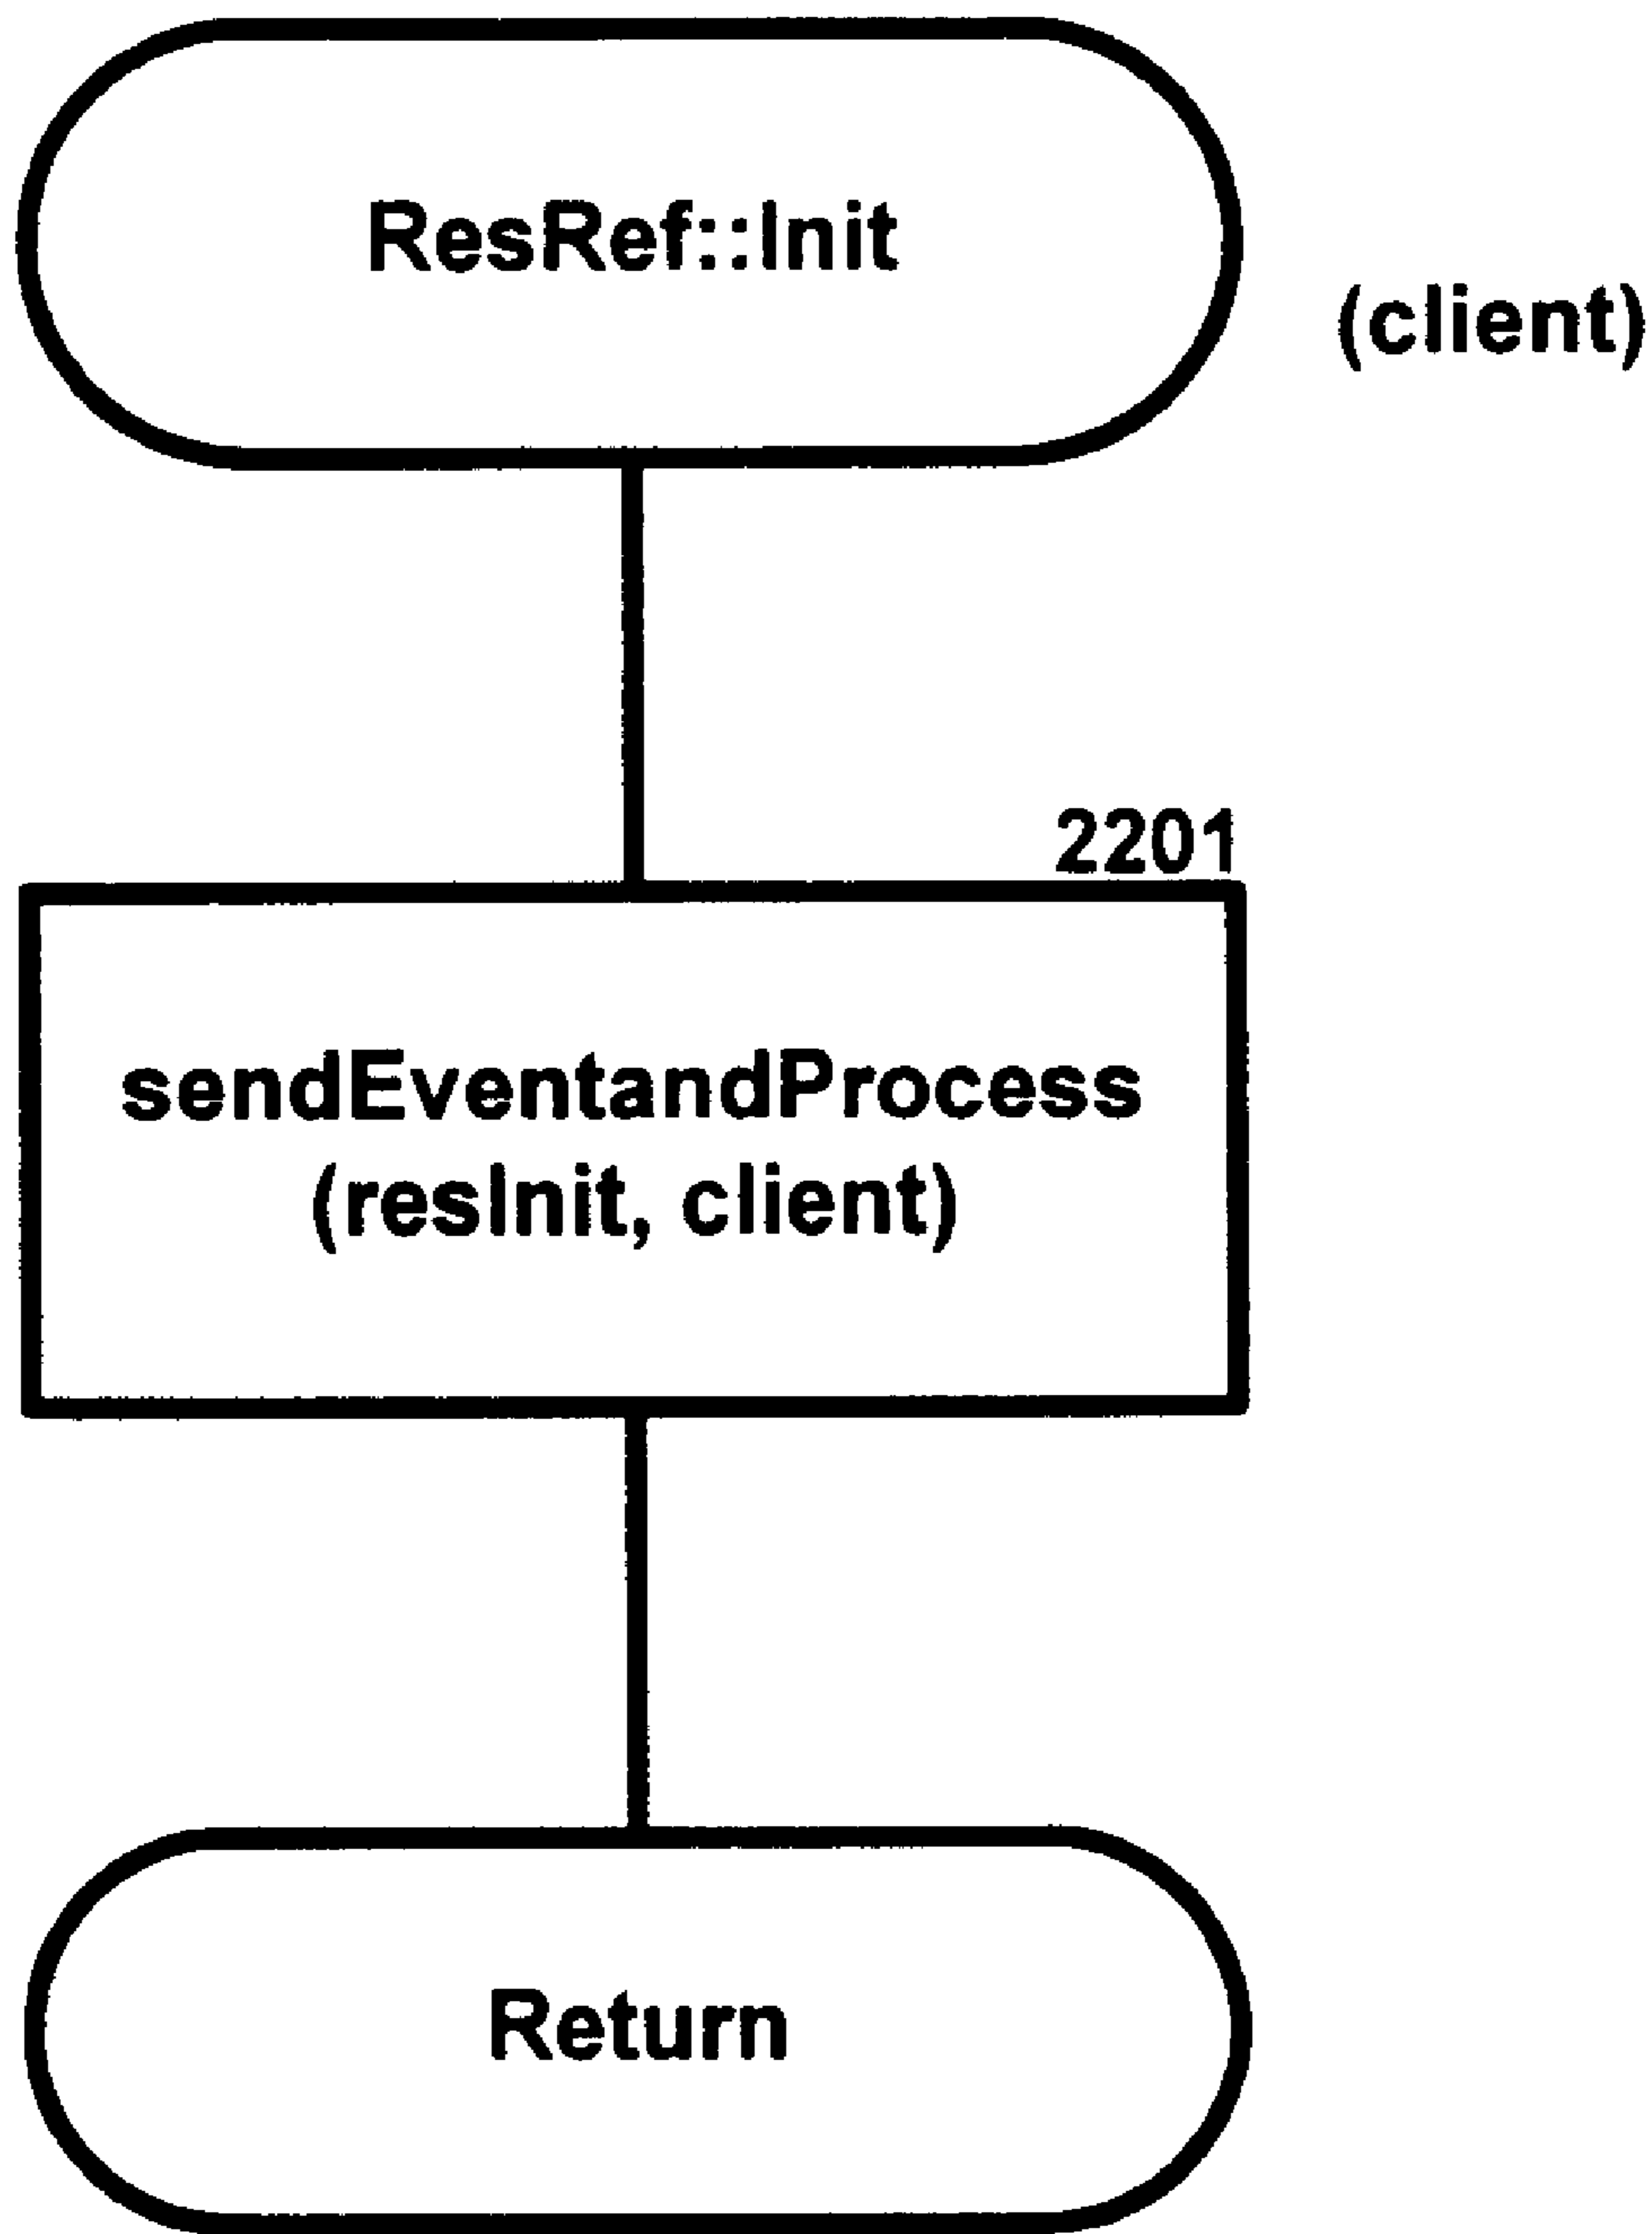 ResRef::Init
(client)
2201
sendEventandProcess
(resInit, client)
Return